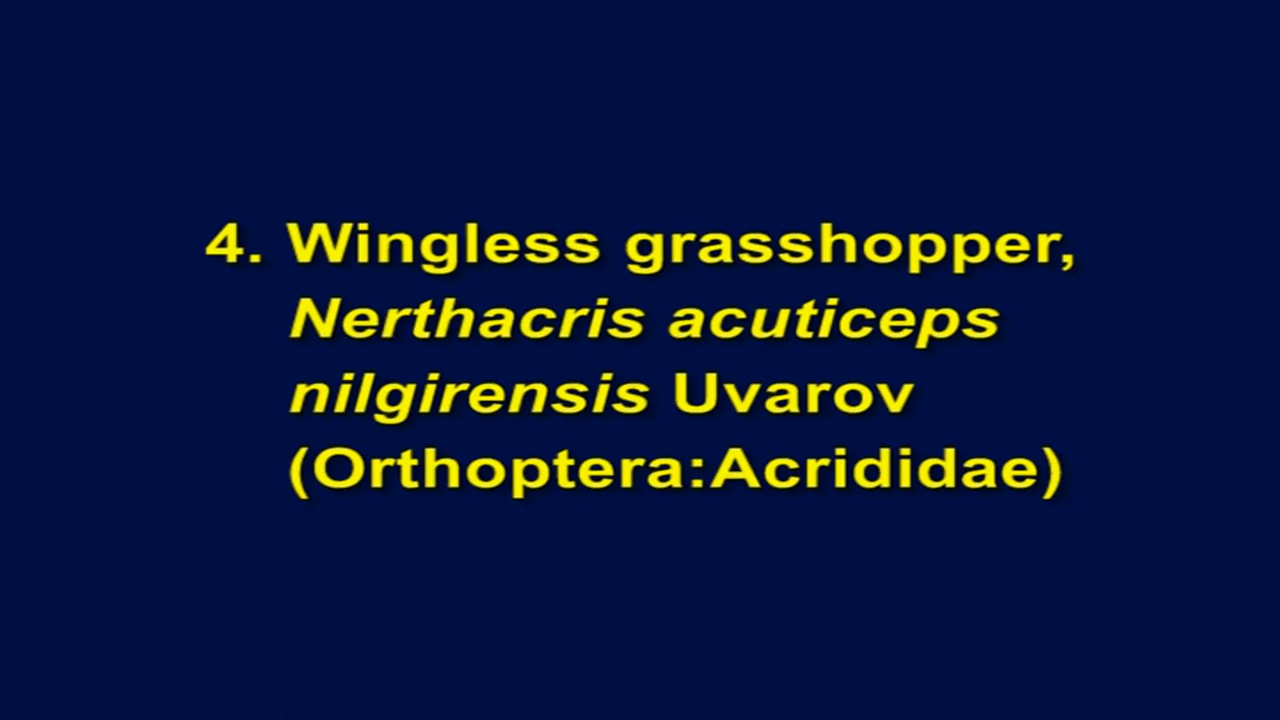 4. Wingless grasshopper,
Nerthacris acuticeps
nilgirensis Uvarov
(Orthoptera:Acrididae)